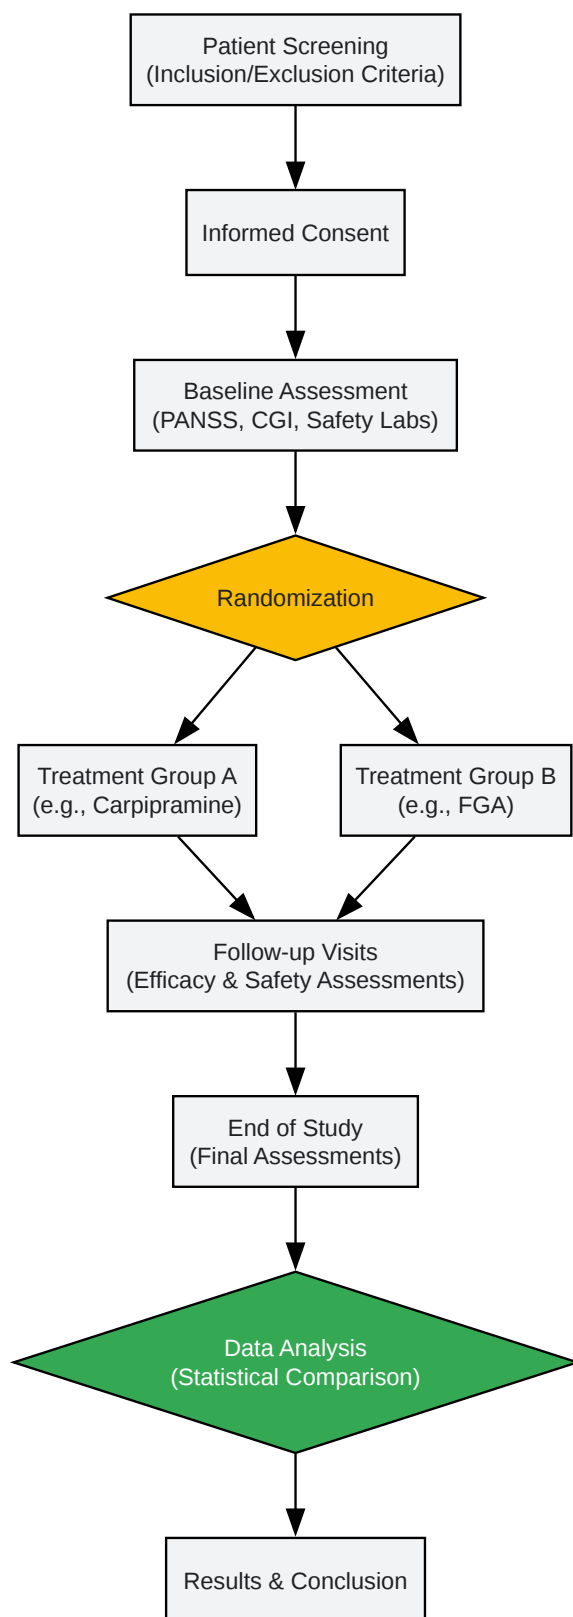 Patient Screening
(Inclusion/Exclusion Criteria)
Informed Consent
Baseline Assessment
(PANSS, CGI, Safety Labs)
Randomization
Treatment Group A
(e.g., Carpipramine)
Treatment Group B
(e.g., FGA)
Follow-up Visits
(Efficacy & Safety Assessments)
End of Study
(Final Assessments)
Data Analysis
(Statistical Comparison)
Results & Conclusion